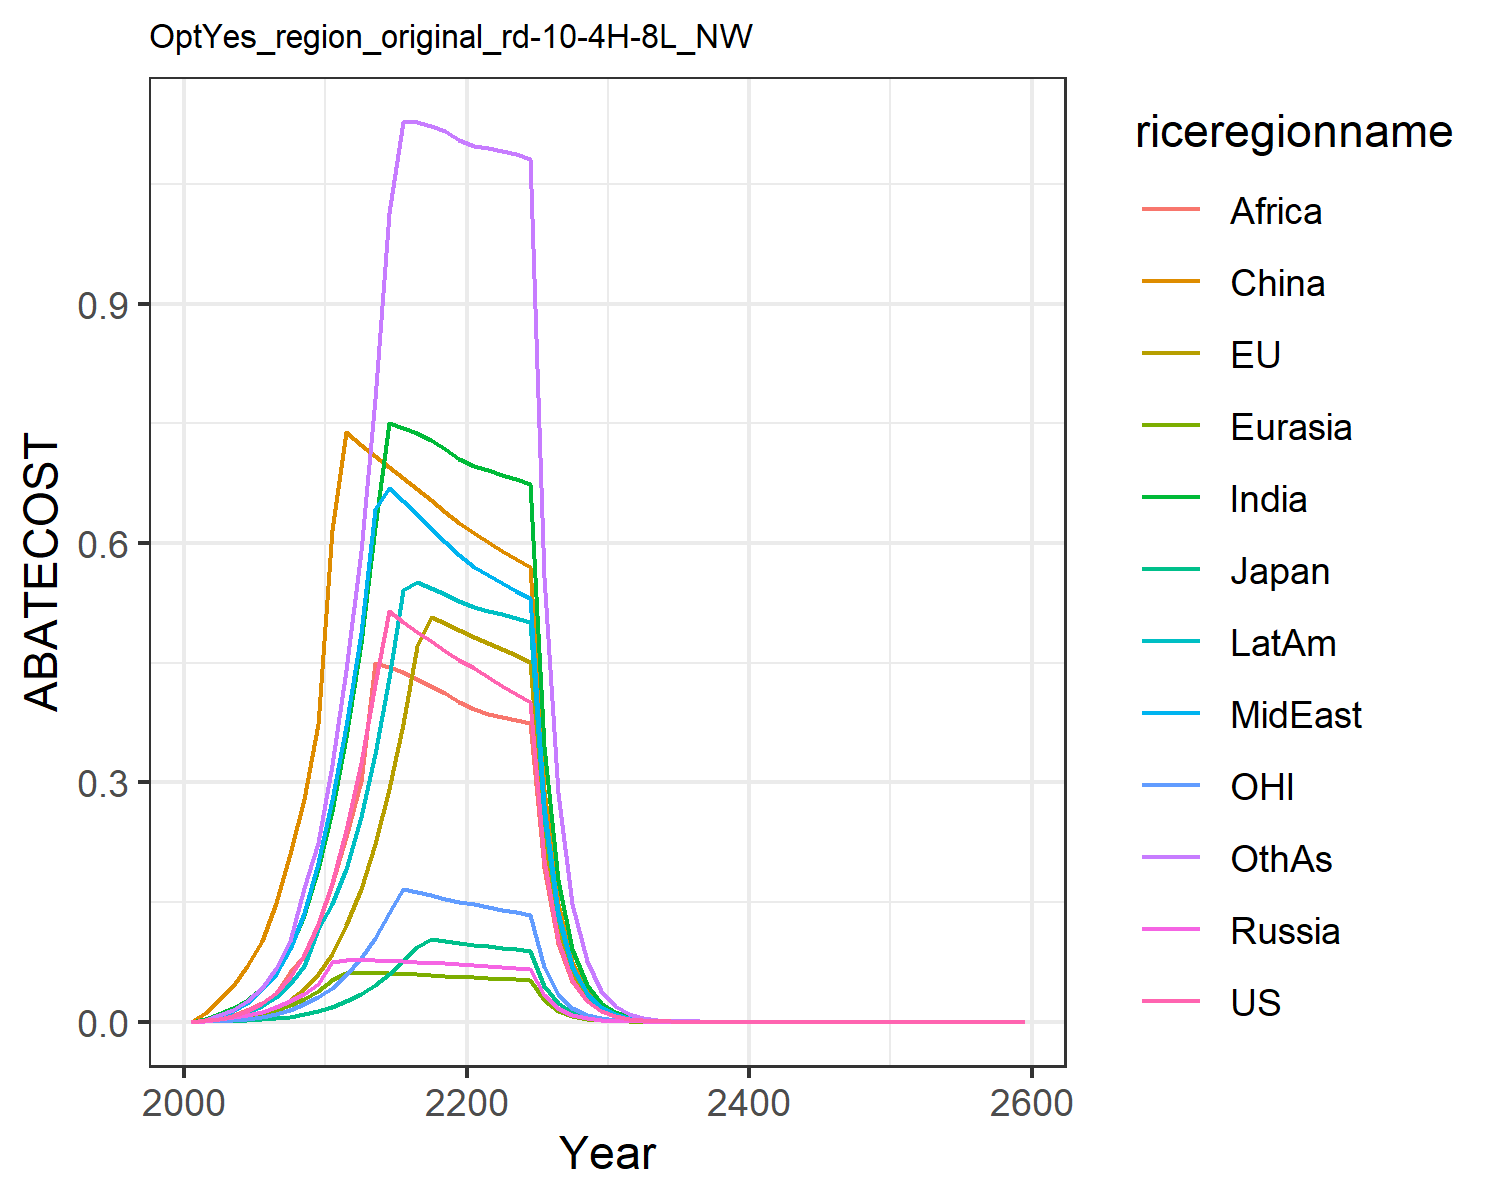 OptYes_region_original_rd-10-4H-8L_NW
ABATECOST
0.9
0.6
0.3
0.0
2000
2200
2400
2600
Year
riceregionname
Africa
China
EU
Eurasia
India
Japan
LatAm
MidEast
OHI
OthAs
Russia
US